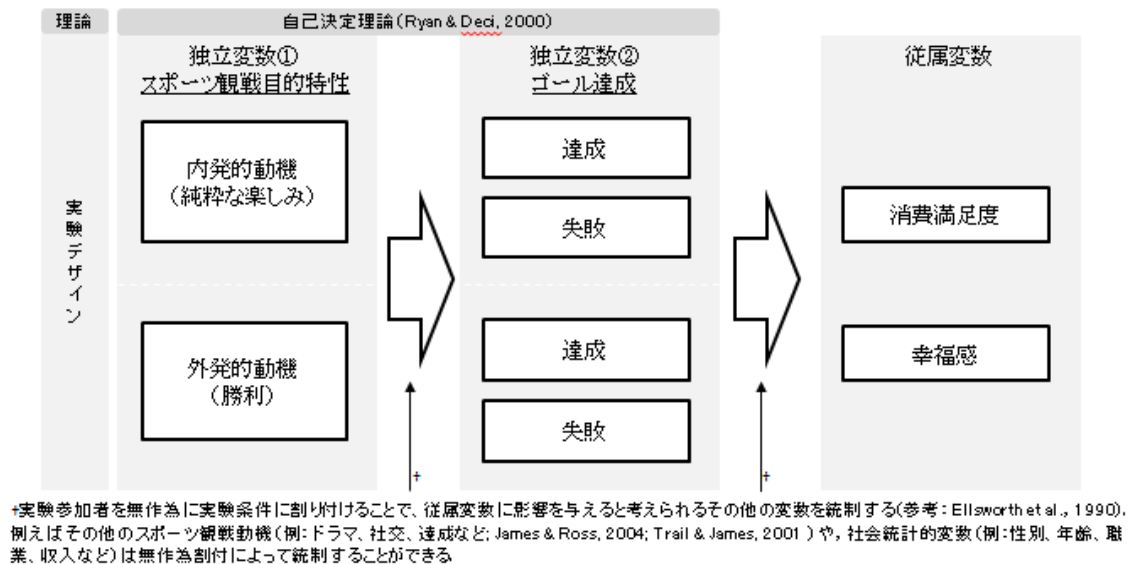 理論
自己決定理論(Ryan & Deci, 2000)
独立変数①
スポーツ観戦目的特性
独立変数②
ゴール達成
従属変数
実験デザイン
内発的動機
(純粋な楽しみ)
達成
失敗
外発的動機
(勝利)
達成
失敗
消費満足度
幸福感
†
†
†実験参加者を無作為に実験条件に割り付けることで、従属変数に影響を与えると考えられるその他の変数を統制する(参考:Ellsworth et al., 1990).
例えばその他のスポーツ観戦動機(例:ドラマ、社交、達成など; James & Ross, 2004; Trail & James, 2001 )や, 社会統計的変数(例:性別、年齢、職
業、収入など)は無作為割付によって統制することができる